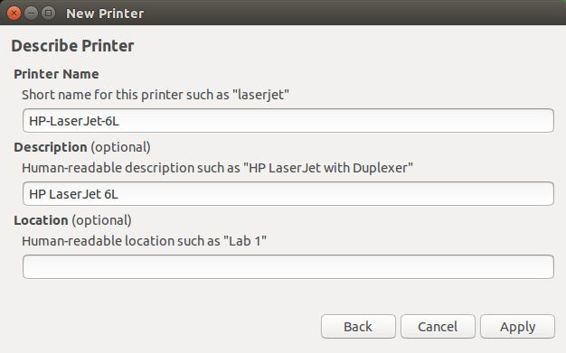 New Printer
Describe Printer
Printer Name
Short name for this printer such as "laserjet"
HP-LaserJet-6L
Description (optional)
Human-readable description such as "HP LaserJet with Duplexer"
HP LaserJet 6L
Location (optional)
Human-readable location such as "Lab 1"
Back Cancel Apply